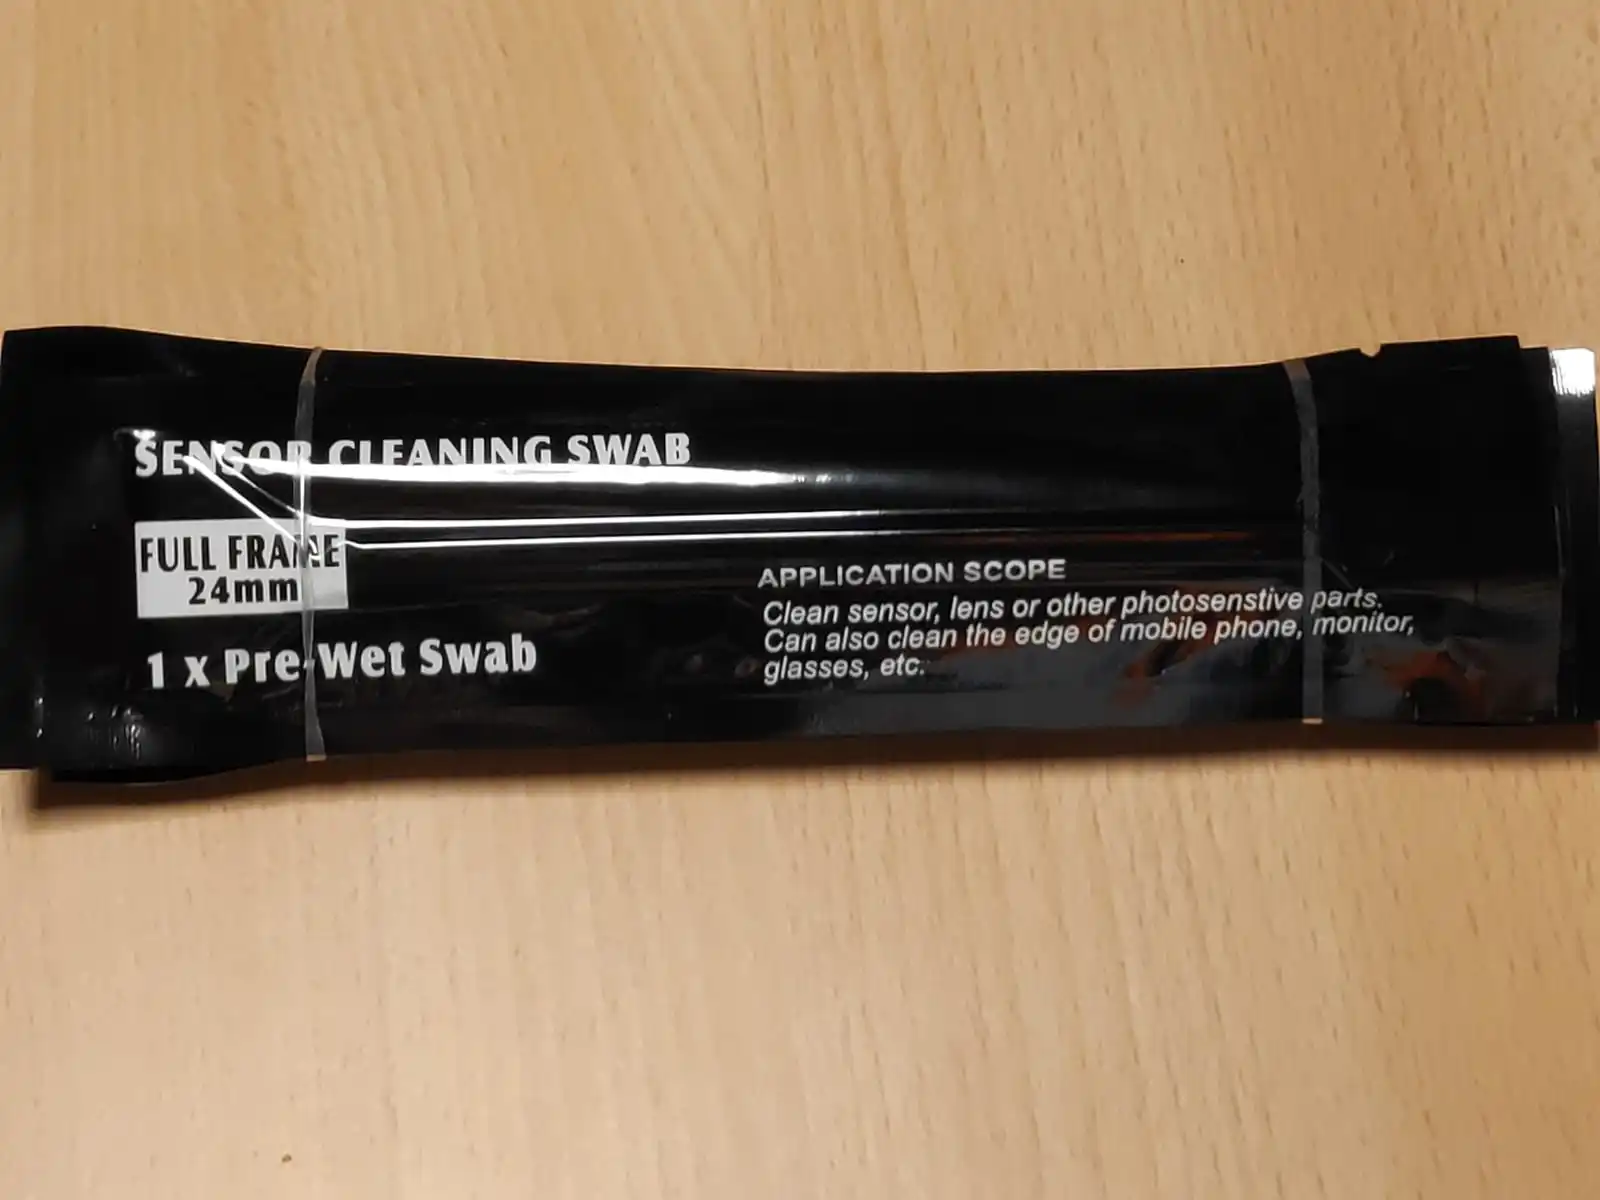 SENSOR CLEANING SWAB
FULL FRAME
24mm
1 x Pre-Wet Swab
APPLICATION SCOPE
Clean sensor, lens or other photosenstive parts.
Can also clean the edge of mobile phone, monitor,
glasses, etc.